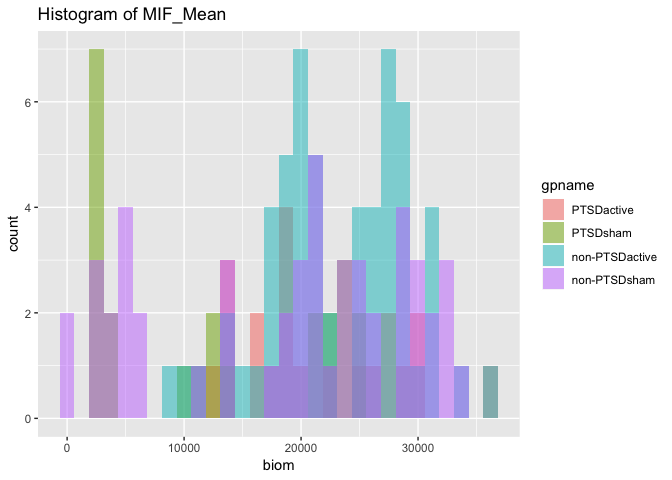 Histogram of MIF_Mean
6
4
2
0
count
0 10000 20000 30000
biom
gpname
PTSDactive
PTSDsham
non-PTSDactive
non-PTSDsham